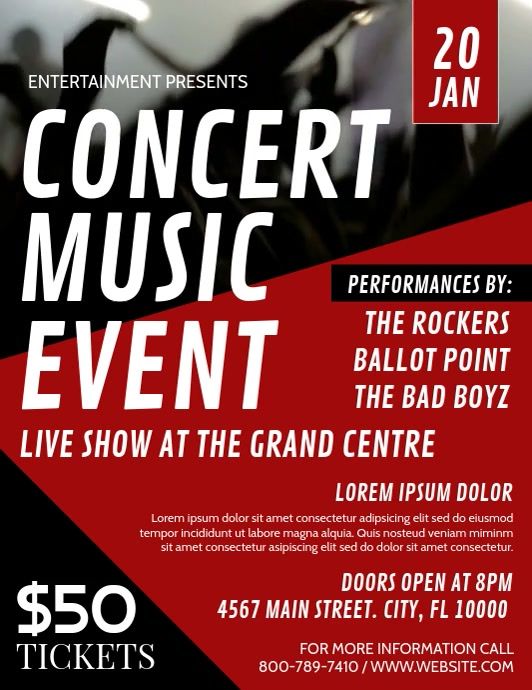 20
JAN
ENTERTAINMENT PRESENTS
CONCERT
MUSIC
EVENT
PERFORMANCES BY:
THE ROCKERS
BALLOT POINT
THE BAD BOYZ
LIVE SHOW AT THE GRAND CENTRE
LOREM IPSUM DOLOR
Lorem ipsum dolor sit amet consectetur adipsicing elit sed do eiusmod
tempor incididunt ut labore magna alquia. Quis nosteud veniam miminm
sit amet consectetur asipiscing elit sed do dolor sit amet consectetur.
DOORS OPEN AT 8PM
4567 MAIN STREET. CITY, FL 10000
$50
TICKETS
FOR MORE INFORMATION CALL
800-789-7410 / WWW.WEBSITE.COM